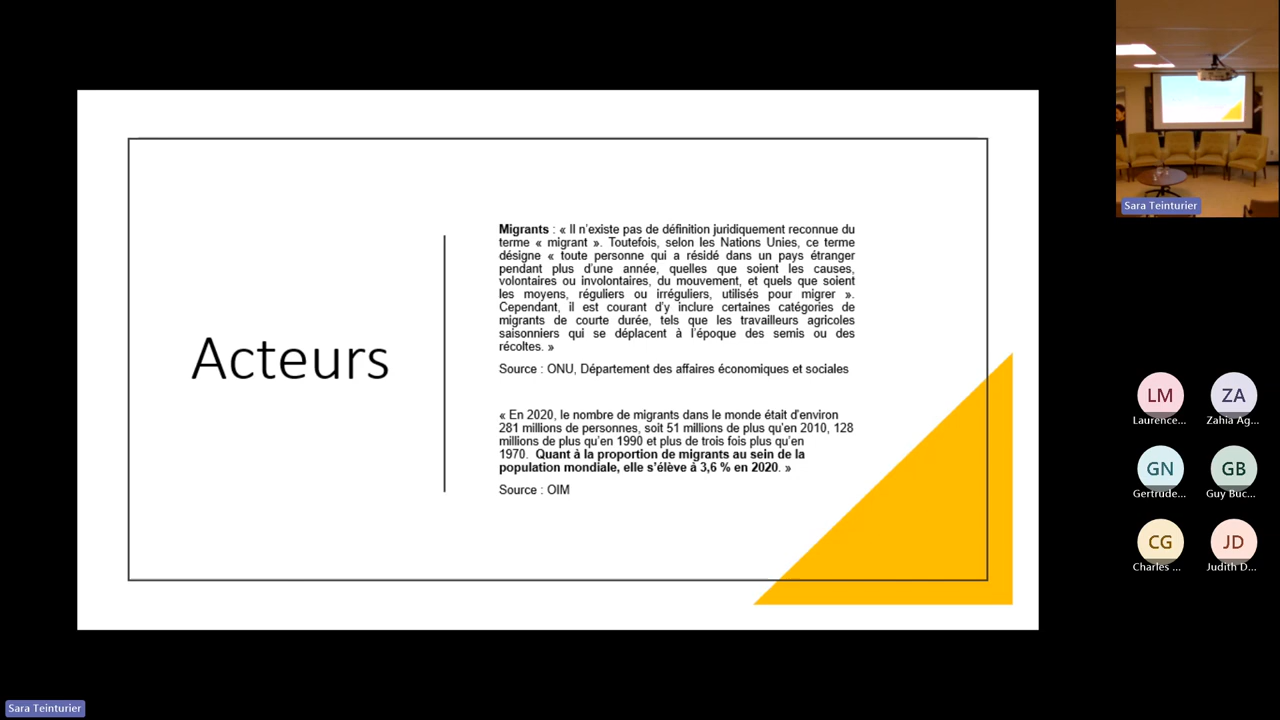 Acteurs
Migrants : « Il n’existe pas de définition juridiquement reconnue du
terme « migrant ». Toutefois, selon les Nations Unies, ce terme
désigne « toute personne qui a résidé dans un pays étranger
pendant plus d’une année, quelles que soient les causes,
volontaires ou involontaires, du mouvement, et quels que soient
les moyens, réguliers ou irréguliers, utilisés pour migrer ».
Cependant, il est courant d’y inclure certaines catégories de
migrants de courte durée, tels que les travailleurs agricoles
saisonniers qui se déplacent à l’époque des semis ou des
récoltes. »
Source : ONU, Département des affaires économiques et sociales
« En 2020, le nombre de migrants dans le monde était d’environ
281 millions de personnes, soit 51 millions de plus qu’en 2010, 128
millions de plus qu’en 1990 et plus de trois fois plus qu’en
1970. Quant à la proportion de migrants au sein de la
population mondiale, elle s’élève à 3,6 % en 2020. »
Source : OIM
Sara Teinturier
LM
ZA
Laurence...
Zahia Ag...
GN
GB
Gertrude...
Guy Buc...
CG
JD
Charles ...
Judith D...
Sara Teinturier